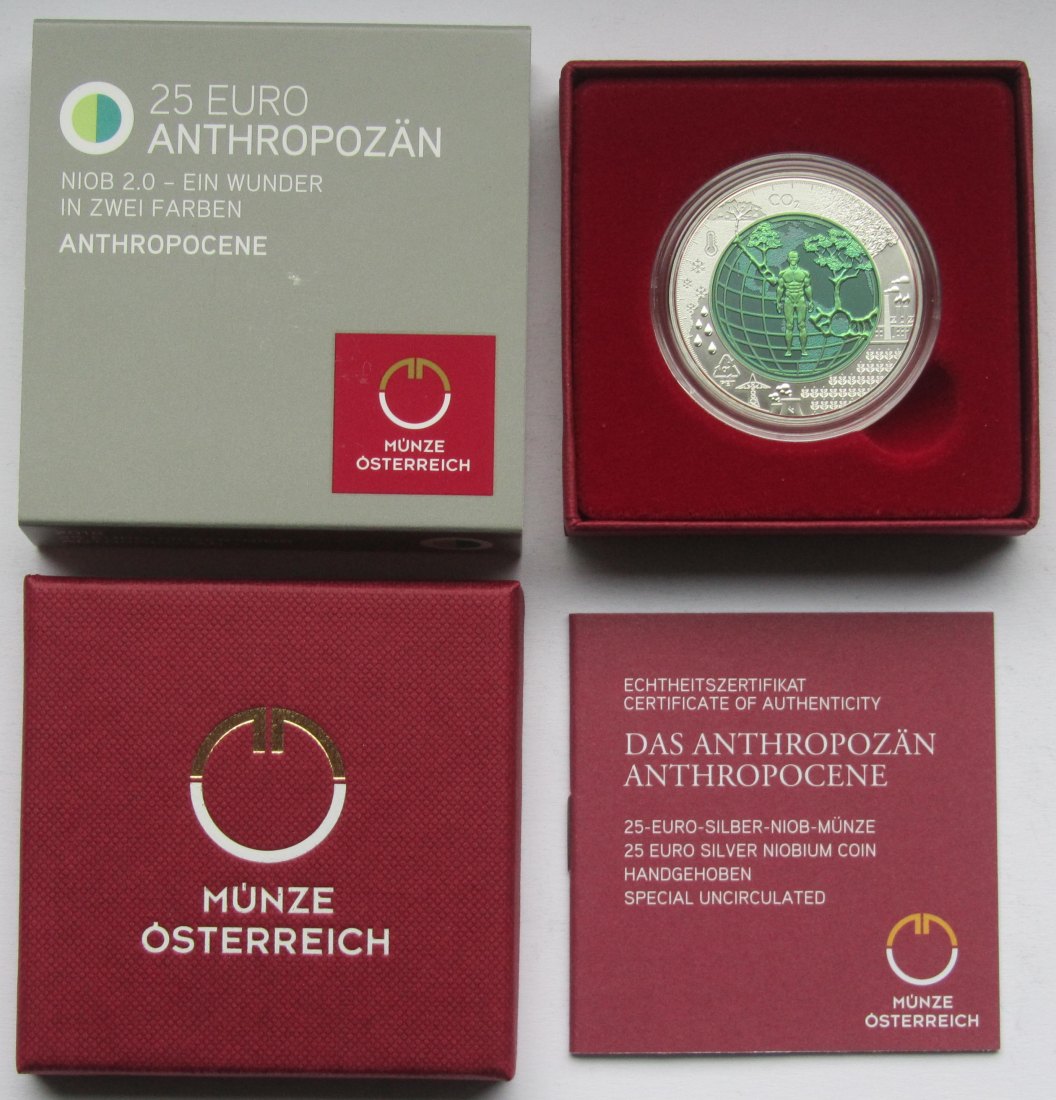 25 EURO
ANTHROPOZÄN
NIOB 2.0 – EIN WUNDER
IN ZWEI FARBEN
ANTHROPOCENE
MÜNZE
ÖSTERREICH
CO₂
MÜNZE
ÖSTERREICH
ECHTHEITSZERTIFIKAT
CERTIFICATE OF AUTHENTICITY
DAS ANTHROPOZÄN
ANTHROPOCENE
25-EURO-SILBER-NIOB-MÜNZE
25 EURO SILVER NIOBIUM COIN
HANDGEHOBEN
SPECIAL UNCIRCULATED
MÜNZE
ÖSTERREICH